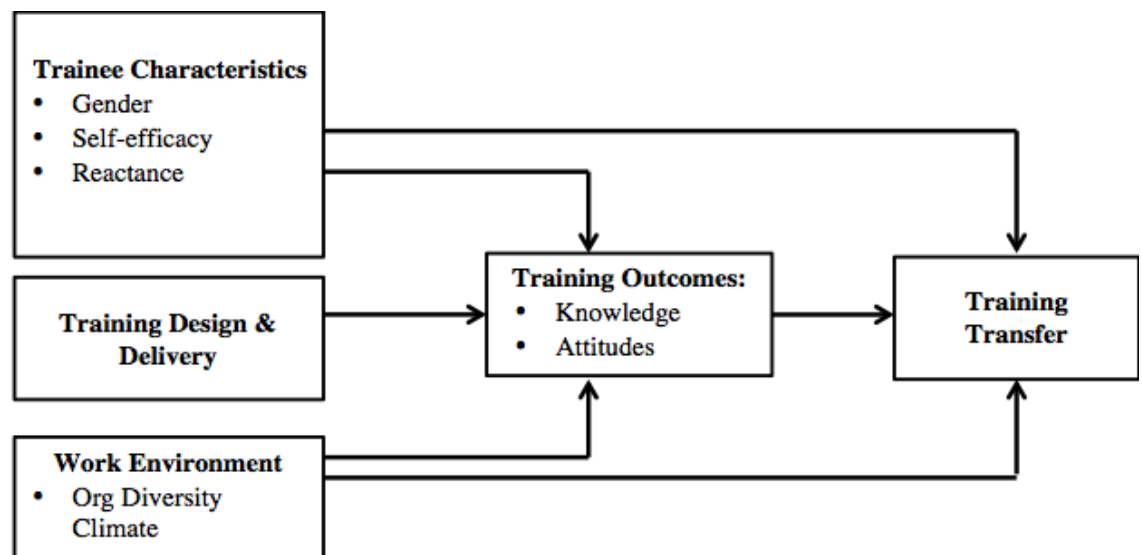 Trainee Characteristics
• Gender
• Self-efficacy
• Reactance
Training Design &
Delivery
Work Environment
• Org Diversity
Climate
Training Outcomes:
• Knowledge
• Attitudes
Training
Transfer